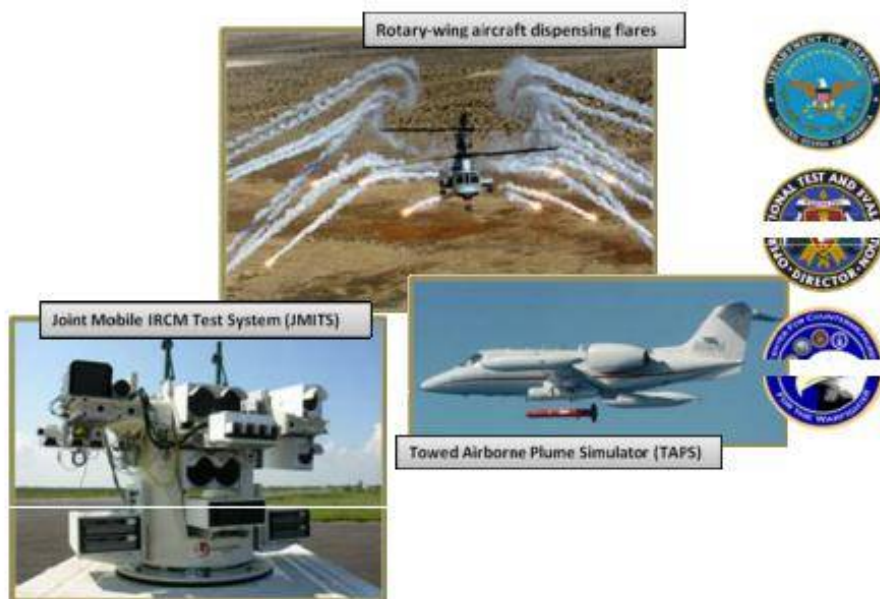 Rotary-wing aircraft dispensing flares
DEPARTMENT OF DEFENSE
UNITED STATES OF AMERICA
DIRECTOR
Joint Mobile IRCM Test System (JMITS)
FOR THE WARFIGHTER
Towed Airborne Plume Simulator (TAPS)